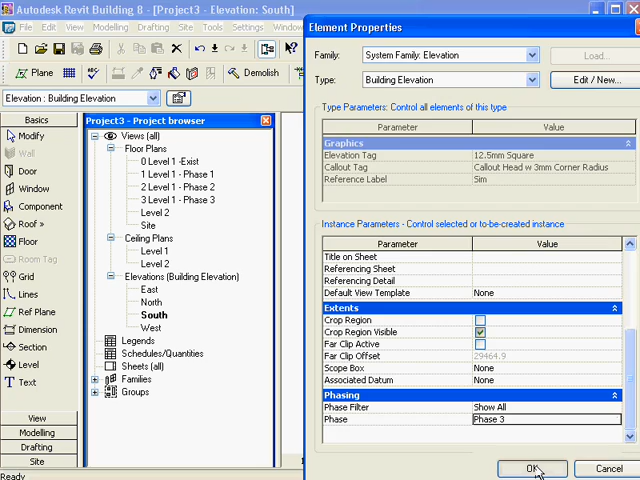 Autodesk Revit Building 8 - [Project3 - Elevation: South]
File Edit View Modelling Drafting Site Tools Settings Window
Plane
Demolish
Elevation : Building Elevation
Basics
Modify
Wall
Door
Window
Component
Roof »
Floor
Room Tag
Grid
Lines
Ref Plane
Dimension
Section
Level
Text
View
Modelling
Drafting
Site
Ready
Project3 - Project browser
Views (all)
Floor Plans
0 Level 1 -Exist
1 Level 1 - Phase 1
2 Level 1 - Phase 2
3 Level 1 - Phase 3
Level 2
Site
Ceiling Plans
Level 1
Level 2
Elevations (Building Elevation)
East
North
South
West
Legends
Schedules/Quantities
Sheets (all)
Families
Groups
Element Properties
Family: System Family: Elevation Load...
Type: Building Elevation Edit / New...
Type Parameters: Control all elements of this type
Parameter Value
Graphics
Elevation Tag 12.5mm Square
Callout Tag Callout Head w 3mm Corner Radius
Reference Label Sim
Instance Parameters - Control selected or to-be-created instance
Parameter Value
Title on Sheet
Referencing Sheet
Referencing Detail
Default View Template None
Extents
Crop Region
Crop Region Visible
Far Clip Active
Far Clip Offset 29464.9
Scope Box None
Associated Datum None
Phasing
Phase Filter Show All
Phase Phase 3
OK Cancel